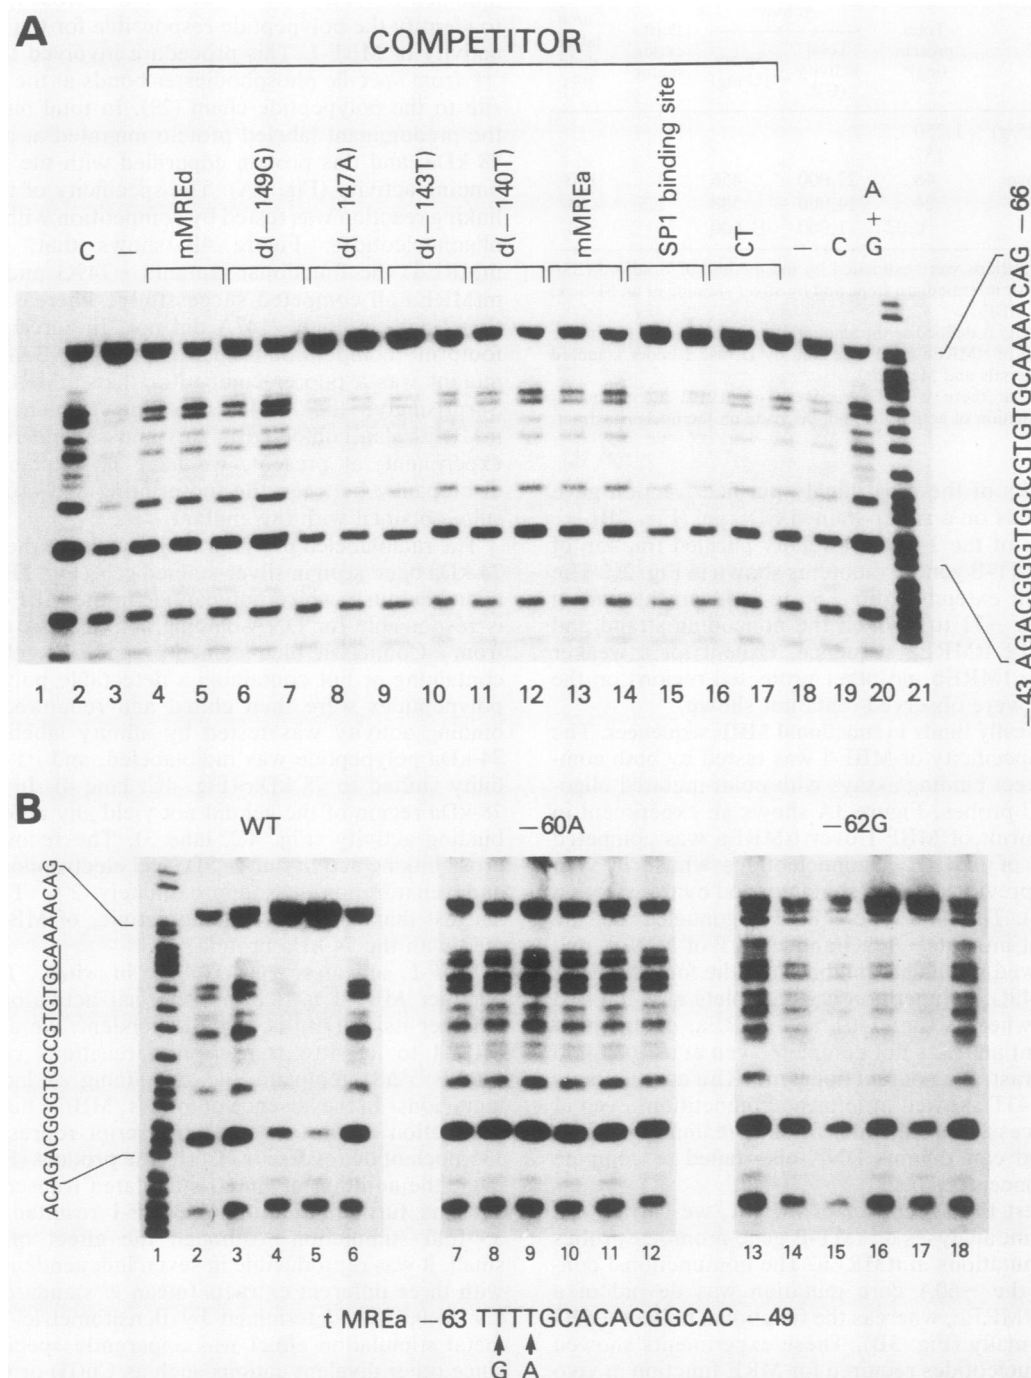 A
COMPETITOR
C
—
mMREd
d(–149G)
d(–147A)
d(–143T)
d(–140T)
mMREa
SP1 binding site
CT
—
C
G + A
–43 AGACGGGTGCCGTGTGCAAAACAG –66
1 2 3 4 5 6 7 8 9 10 11 12 13 14 15 16 17 18 19 20 21
B
WT –60A –62G
ACAGACGGGTGCCGTGTGCAAAACAG
1 2 3 4 5 6 7 8 9 10 11 12 13 14 15 16 17 18
t MREa –63 TTTTGCACACGGCAC –49
G A